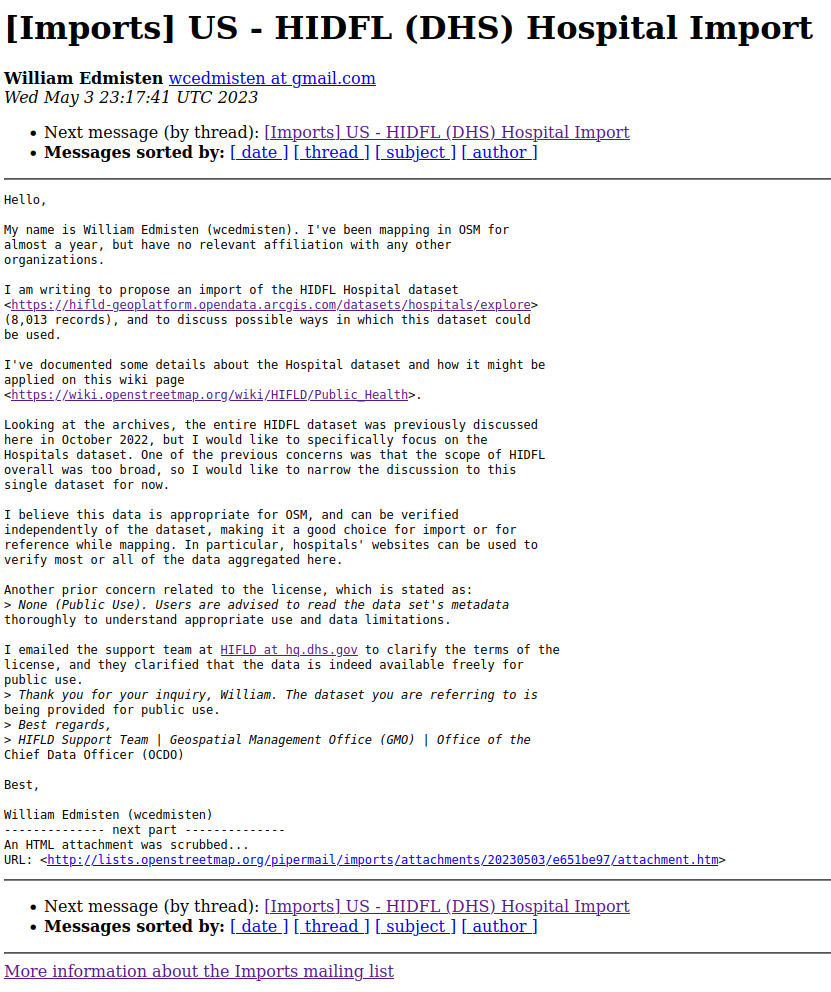 [Imports] US - HIDFL (DHS) Hospital Import
William Edmisten wcedmisten at gmail.com
Wed May 3 23:17:41 UTC 2023
• Next message (by thread): [Imports] US - HIDFL (DHS) Hospital Import
• Messages sorted by: [ date ] [ thread ] [ subject ] [ author ]
Hello,
My name is William Edmisten (wcedmisten). I've been mapping in OSM for
almost a year, but have no relevant affiliation with any other
organizations.
I am writing to propose an import of the HIDFL Hospital dataset
<https://hifld-geoplatform.opendata.arcgis.com/datasets/hospitals/explore>
(8,013 records), and to discuss possible ways in which this dataset could
be used.
I've documented some details about the Hospital dataset and how it might be
applied on this wiki page
<https://wiki.openstreetmap.org/wiki/HIFLD/Public_Health>.
Looking at the archives, the entire HIDFL dataset was previously discussed
here in October 2022, but I would like to specifically focus on the
Hospitals dataset. One of the previous concerns was that the scope of HIDFL
overall was too broad, so I would like to narrow the discussion to this
single dataset for now.
I believe this data is appropriate for OSM, and can be verified
independently of the dataset, making it a good choice for import or for
reference while mapping. In particular, hospitals' websites can be used to
verify most or all of the data aggregated here.
Another prior concern related to the license, which is stated as:
> None (Public Use). Users are advised to read the data set's metadata
thoroughly to understand appropriate use and data limitations.
I emailed the support team at HIFLD at hq.dhs.gov to clarify the terms of the
license, and they clarified that the data is indeed available freely for
public use.
> Thank you for your inquiry, William. The dataset you are referring to is
being provided for public use.
> Best regards,
> HIFLD Support Team | Geospatial Management Office (GMO) | Office of the
Chief Data Officer (OCDO)
Best,
William Edmisten (wcedmisten)
-------------- next part --------------
An HTML attachment was scrubbed...
URL: <http://lists.openstreetmap.org/pipermail/imports/attachments/20230503/e651be97/attachment.htm>
• Next message (by thread): [Imports] US - HIDFL (DHS) Hospital Import
• Messages sorted by: [ date ] [ thread ] [ subject ] [ author ]
More information about the Imports mailing list